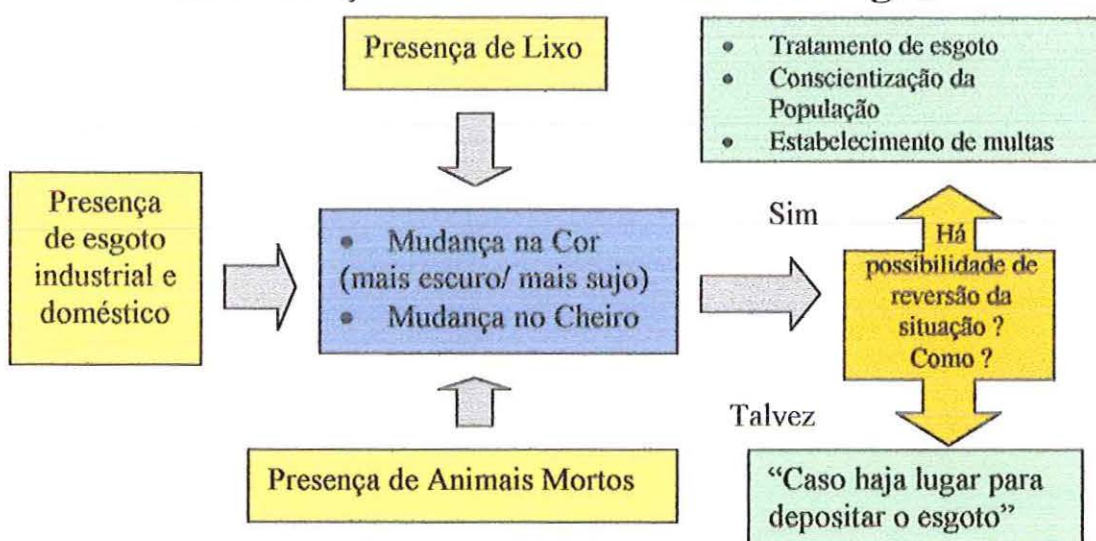 Presença de Lixo
• Tratamento de esgoto
• Conscientização da
População
• Estabelecimento de multas
Presença
de esgoto
industrial e
doméstico
• Mudança na Cor
(mais escuro/ mais sujo)
• Mudança no Cheiro
Sim
Há
possibilidade de
reversão da
situação ?
Como ?
Talvez
Presença de Animais Mortos
“Caso haja lugar para
depositar o esgoto”